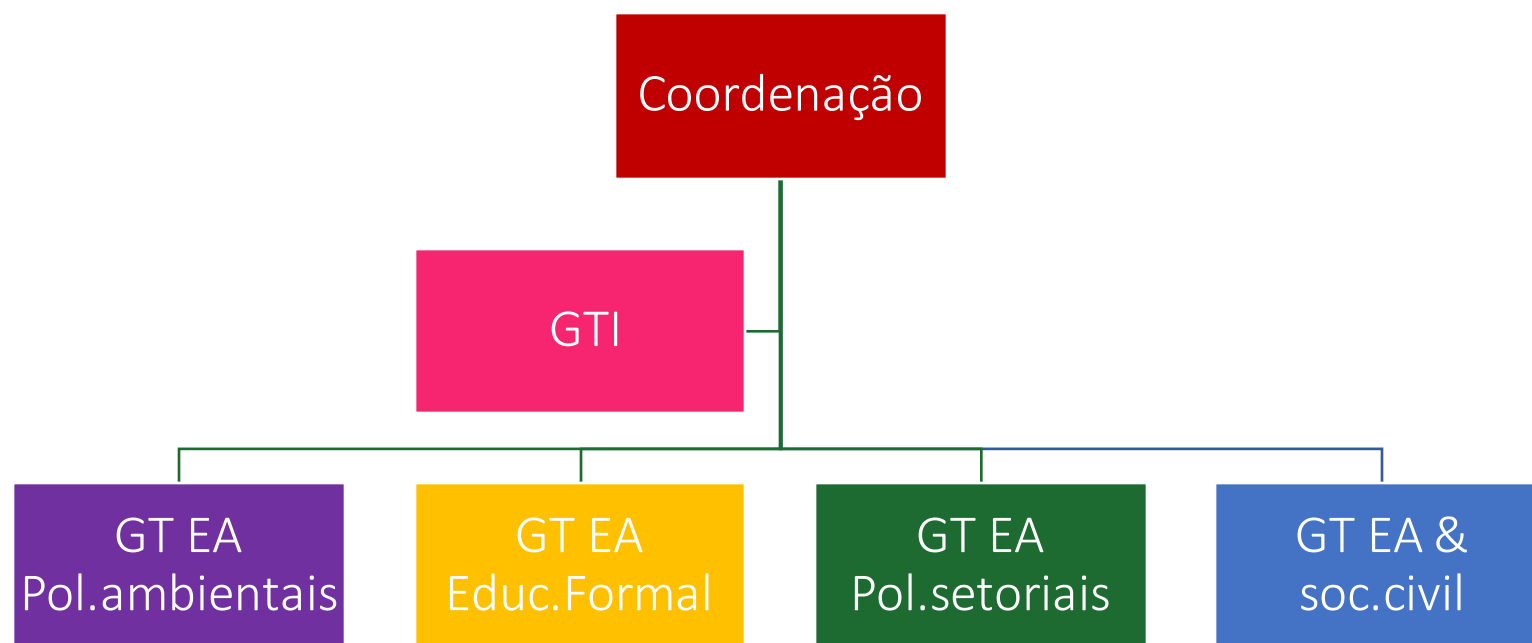 Coordenação
GTI
GT EA
Pol.ambientais
GT EA
Educ.Formal
GT EA
Pol.setoriais
GT EA &
soc.civil